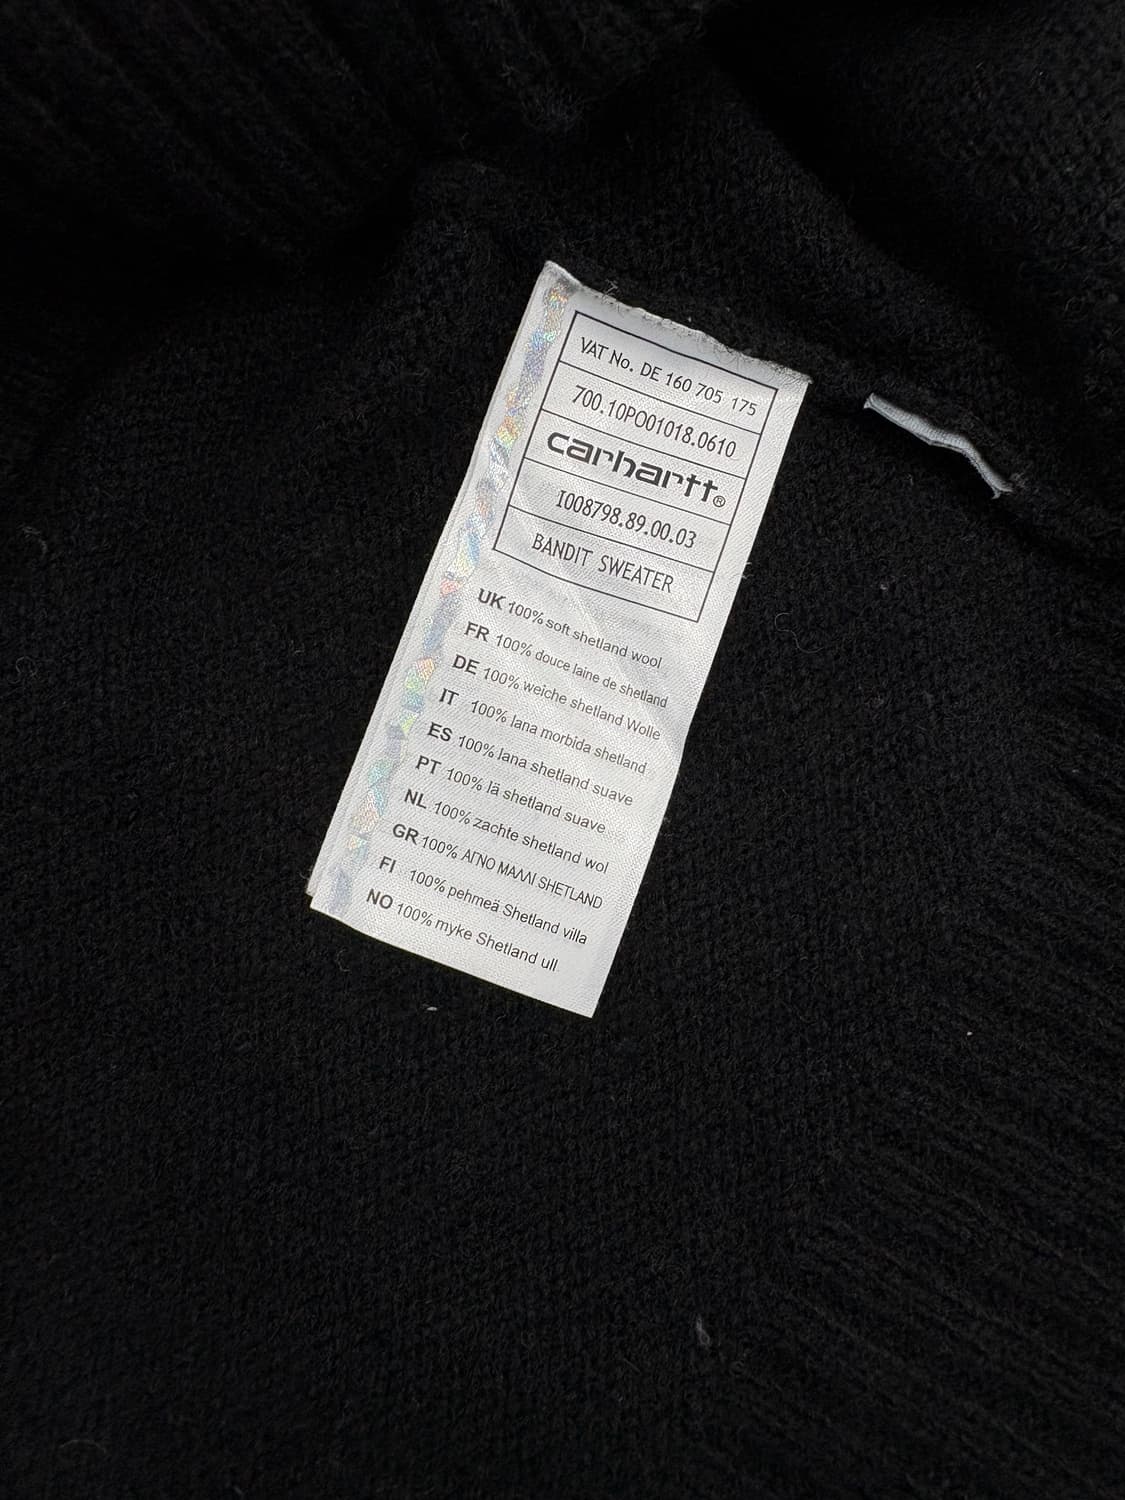 VAT No. DE 160 705 175
700.10PO01018.0610
carhartt®
I008798.89.00.03
BANDIT SWEATER
UK 100% soft shetland wool
FR 100% douce laine de shetland
DE 100% weiche shetland Wolle
IT 100% lana morbida shetland
ES 100% lana shetland suave
PT 100% lä shetland suave
NL 100% zachte shetland wol
GR 100% ΑΓΝΟ ΜΑΛΛΙ SHETLAND
FI 100% pehmeä Shetland villa
NO 100% myke Shetland ull